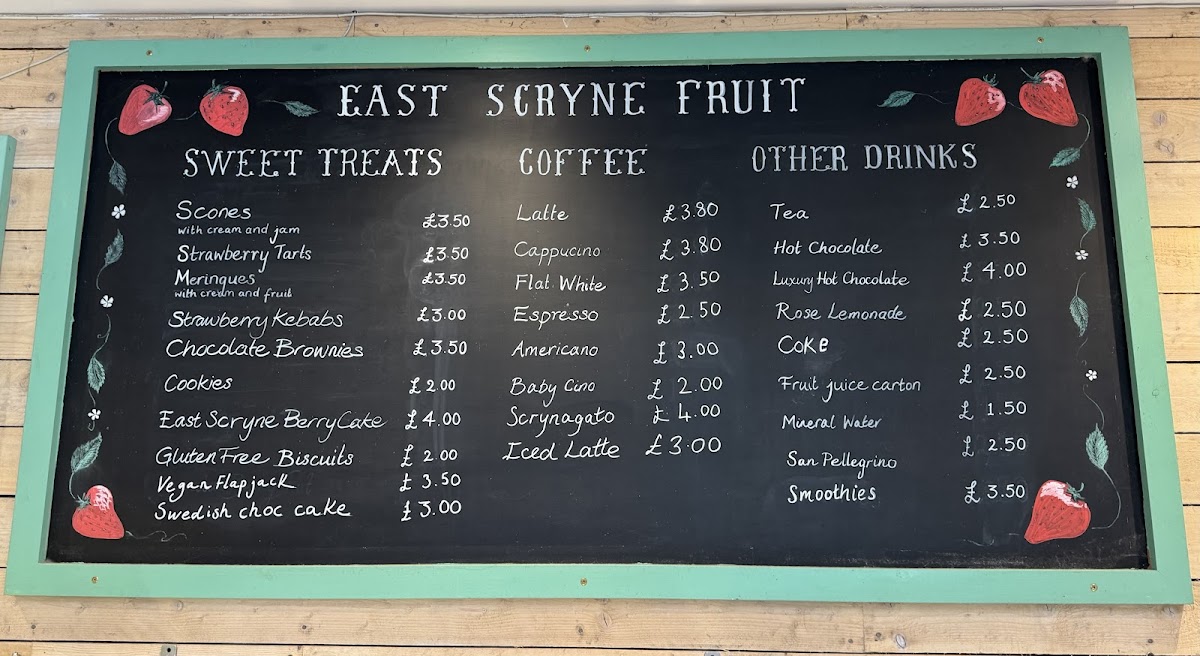 EAST SCRYNE FRUIT
SWEET TREATS
Scones £3.50
with cream and jam
Strawberry Tarts £3.50
Meringues £3.50
with cream and fruit
Strawberry Kebabs £3.00
Chocolate Brownies £3.50
Cookies £2.00
East Scryne Berry Cake £4.00
Gluten Free Biscuits £2.00
Vegan Flapjack £3.50
Swedish choc cake £3.00
COFFEE
Latte £3.80
Cappucino £3.80
Flat White £3.50
Espresso £2.50
Americano £3.00
Baby Cino £2.00
Scrynagato £4.00
Iced Latte £3.00
OTHER DRINKS
Tea £2.50
Hot Chocolate £3.50
Luxury Hot Chocolate £4.00
Rose Lemonade £2.50
Coke £2.50
Fruit juice carton £2.50
Mineral Water £1.50
San Pellegrino £2.50
Smoothies £3.50